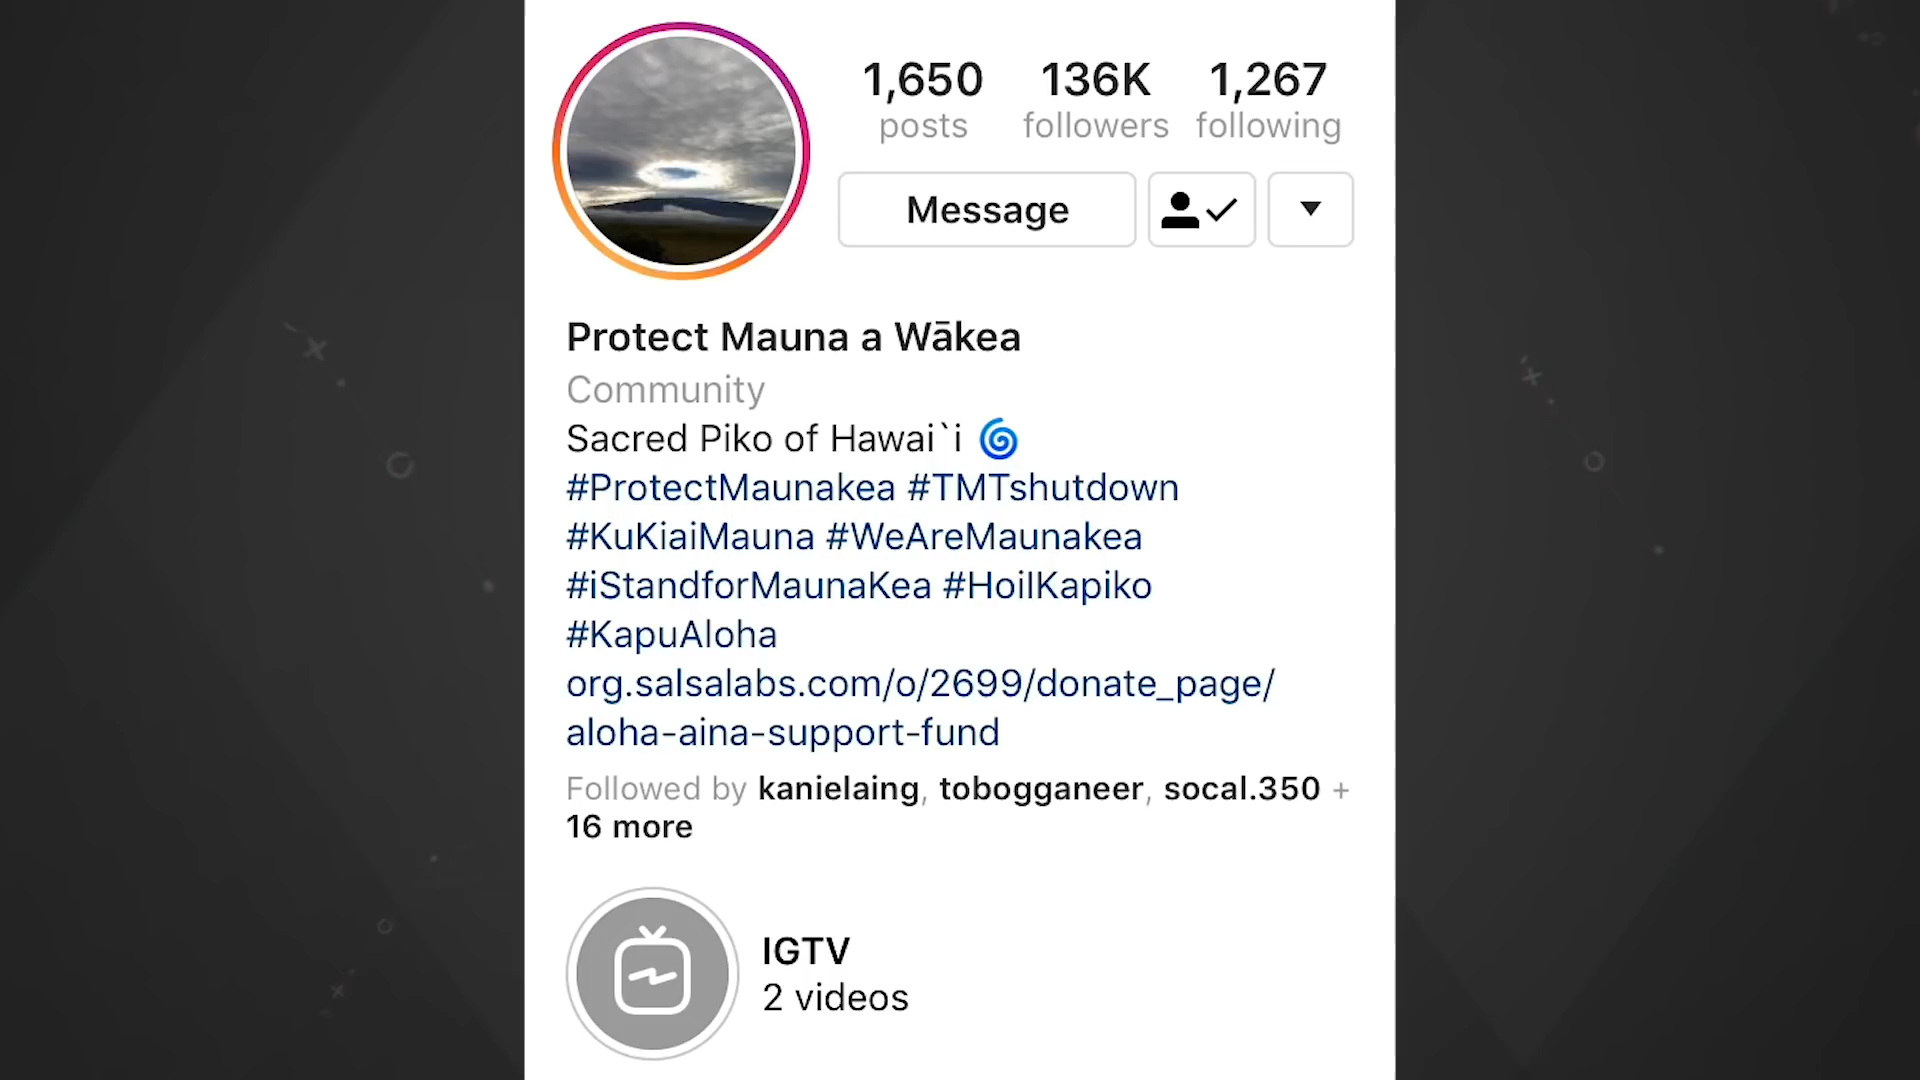 1,650 136K 1,267
posts followers following
Message
Protect Mauna a Wākea
Community
Sacred Piko of Hawai`i 🌀
#ProtectMaunakea #TMTshutdown
#KuKiaiMauna #WeAreMaunakea
#iStandforMaunaKea #HoiIKapiko
#KapuAloha
org.salsalabs.com/o/2699/donate_page/
aloha-aina-support-fund
Followed by kanielaing, tobogganeer, socal.350 +
16 more
IGTV
2 videos